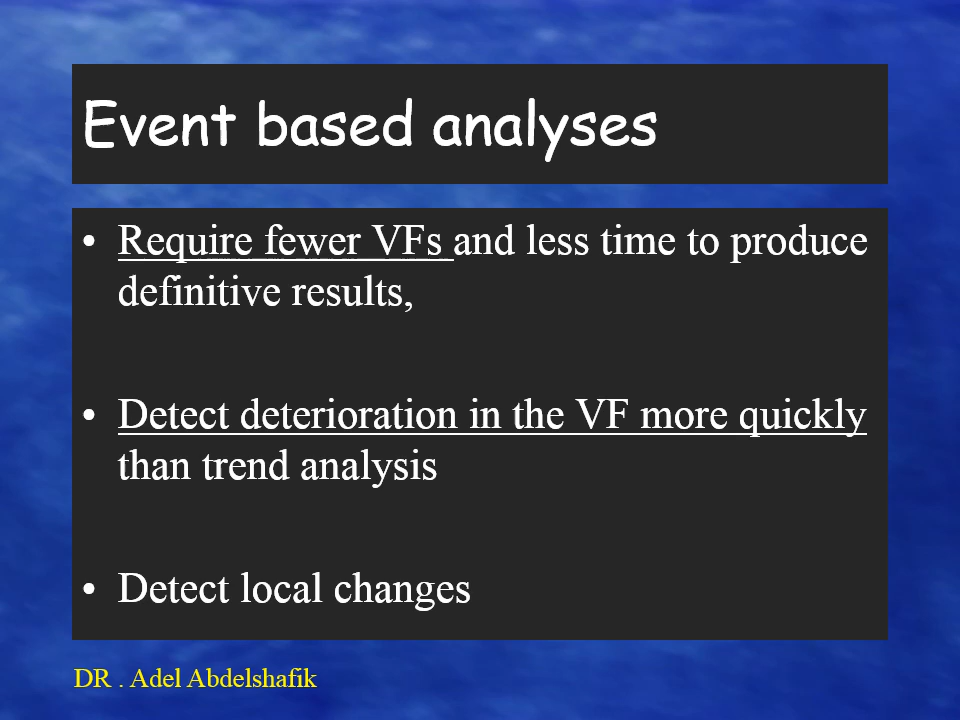 Event based analyses
• Require fewer VFs and less time to produce
definitive results,
• Detect deterioration in the VF more quickly
than trend analysis
• Detect local changes
DR . Adel Abdelshafik